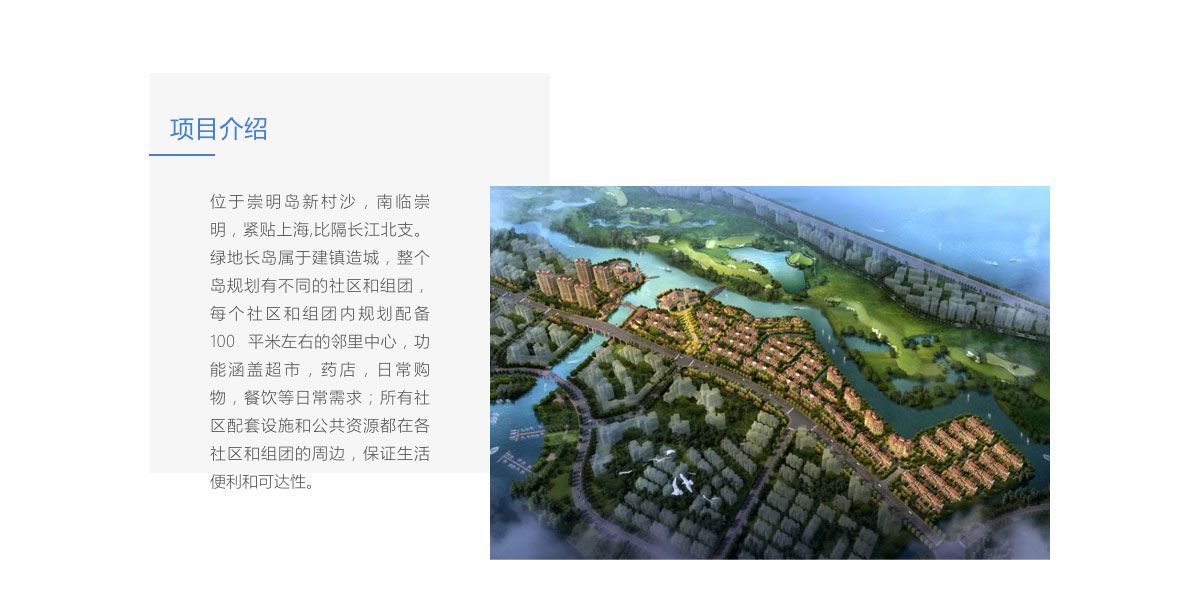 项目介绍
位于崇明岛新村沙，南临崇
明，紧贴上海,比隔长江北支。
绿地长岛属于建镇造城，整个
岛规划有不同的社区和组团，
每个社区和组团内规划配备
100 平米左右的邻里中心，功
能涵盖超市，药店，日常购
物，餐饮等日常需求；所有社
区配套设施和公共资源都在各
社区和组团的周边，保证生活
便利和可达性。